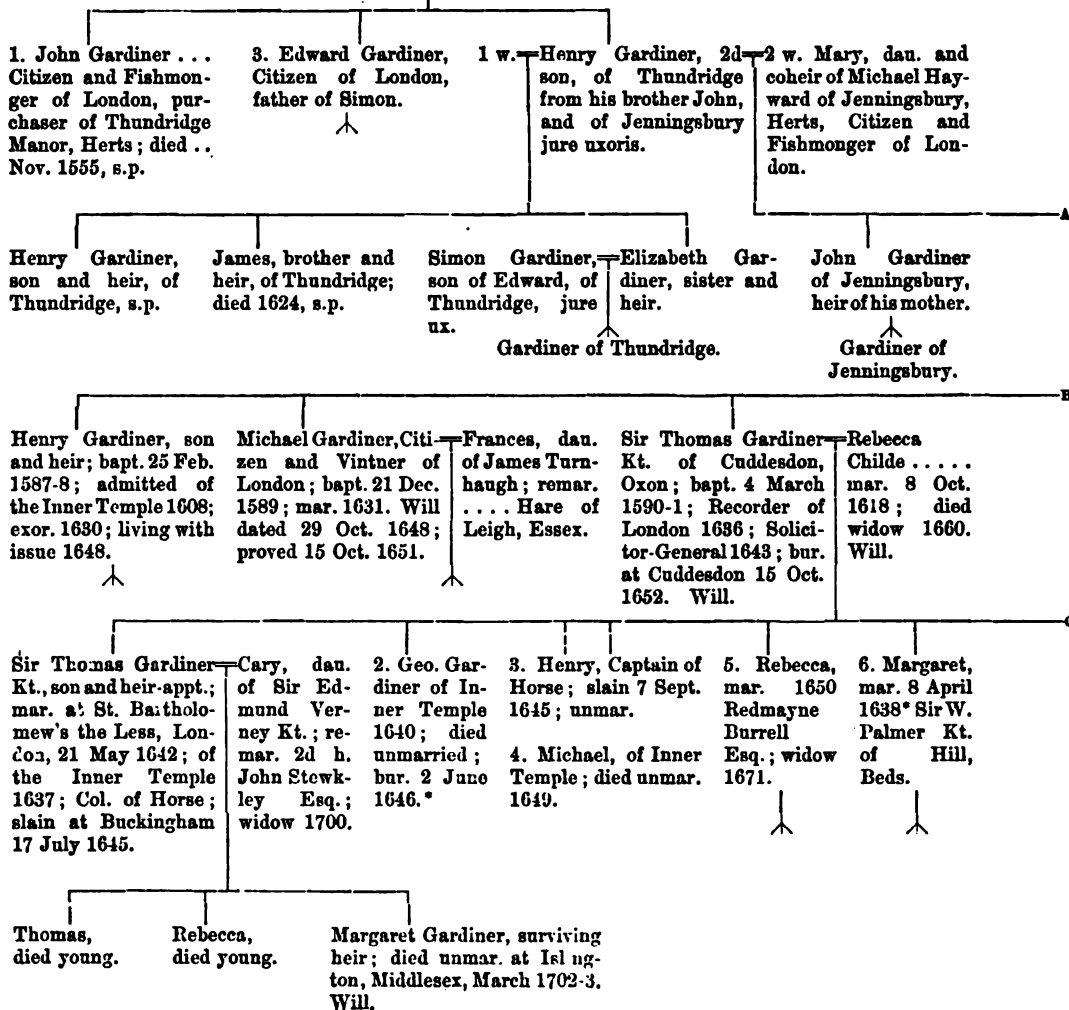 1. John Gardiner ...
Citizen and Fishmon-
ger of London, pur-
chaser of Thundridge
Manor, Herts; died ..
Nov. 1555, s.p.
3. Edward Gardiner,
Citizen of London,
father of Simon.
1 w.
Henry Gardiner, 2d
son, of Thundridge
from his brother John,
and of Jenningsbury
jure uxoris.
2 w. Mary, dau. and
coheir of Michael Hay-
ward of Jenningsbury,
Herts, Citizen and
Fishmonger of Lon-
don.
A
Henry Gardiner,
son and heir, of
Thundridge, s.p.
James, brother and
heir, of Thundridge;
died 1624, s.p.
Simon Gardiner,
son of Edward, of
Thundridge, jure
ux.
Elizabeth Gar-
diner, sister and
heir.
Gardiner of Thundridge.
John Gardiner
of Jenningsbury,
heir of his mother.
Gardiner of
Jenningsbury.
B
Henry Gardiner, son
and heir; bapt. 25 Feb.
1587-8; admitted of
the Inner Temple 1608;
exor. 1630; living with
issue 1648.
Michael Gardiner, Citi-
zen and Vintner of
London; bapt. 21 Dec.
1589; mar. 1631. Will
dated 29 Oct. 1648;
proved 15 Oct. 1651.
Frances, dau.
of James Turn-
haugh; remar.
.... Hare of
Leigh, Essex.
Sir Thomas Gardiner
Kt. of Cuddesdon,
Oxon; bapt. 4 March
1590-1; Recorder of
London 1636; Solici-
tor-General 1643; bur.
at Cuddesdon 15 Oct.
1652. Will.
Rebecca
Childe .....
mar. 8 Oct.
1618; died
widow 1660.
Will.
C
Sir Thomas Gardiner
Kt., son and heir-appt.;
mar. at St. Bartholo-
mew's the Less, Lon-
don, 21 May 1642; of
the Inner Temple
1637; Col. of Horse;
slain at Buckingham
17 July 1645.
Cary, dau.
of Sir Ed-
mund Ver-
ney Kt.; re-
mar. 2d h.
John Stewk-
ley Esq.;
widow 1700.
2. Geo. Gar-
diner of In-
ner Temple
1640; died
unmarried;
bur. 2 June
1646.*
3. Henry, Captain of
Horse; slain 7 Sept.
1645; unmar.
4. Michael, of Inner
Temple; died unmar.
1649.
5. Rebecca,
mar. 1650
Redmayne
Burrell
Esq.; widow
1671.
6. Margaret,
mar. 8 April
1638* Sir W.
Palmer Kt.
of Hill,
Beds.
Thomas,
died young.
Rebecca,
died young.
Margaret Gardiner, surviving
heir; died unmar. at Isling-
ton, Middlesex, March 1702-3.
Will.